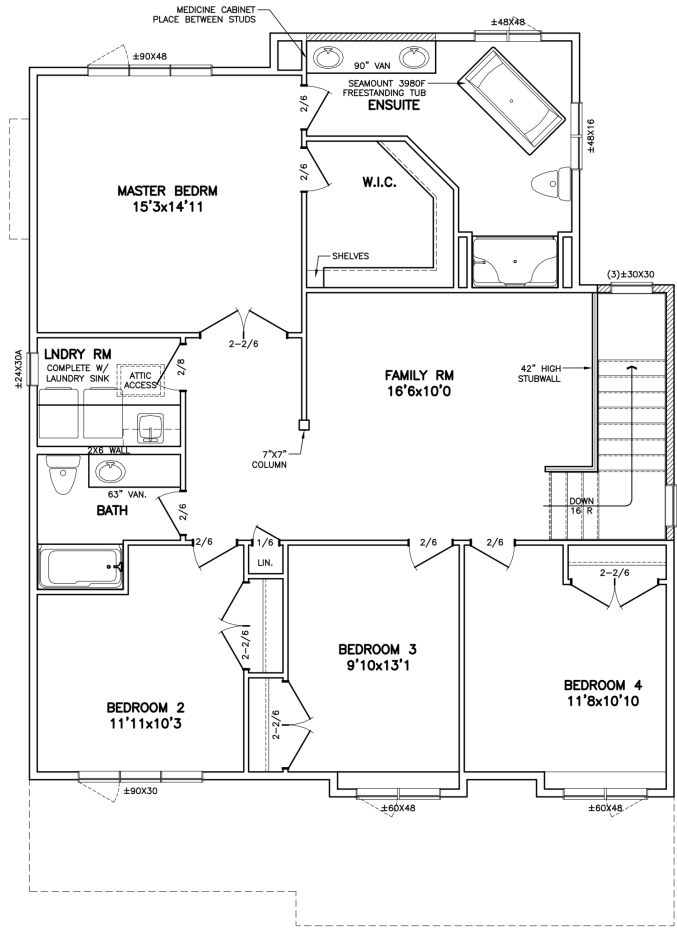 MEDICINE CABINET
PLACE BETWEEN STUDS
±48X48
±90X48
90" VAN
SEAMOUNT 3980F
FREESTANDING TUB
ENSUITE
2/6
±48X16
2/6
W.I.C.
MASTER BEDRM
15'3x14'11
SHELVES
(3)±30X30
2-2/6
LNDRY RM
COMPLETE W/
LAUNDRY SINK
ATTIC
ACCESS
2/8
±24X30A
FAMILY RM
16'6x10'0
42" HIGH
STUBWALL
7"X7"
COLUMN
2X6 WALL
63" VAN.
BATH
2/6
DOWN
16 R
2/6
1/6
LIN.
2/6
2/6
2-2/6
2-2/6
BEDROOM 3
9'10x13'1
BEDROOM 4
11'8x10'10
BEDROOM 2
11'11x10'3
2-2/6
±90X30
±60X48
±60X48